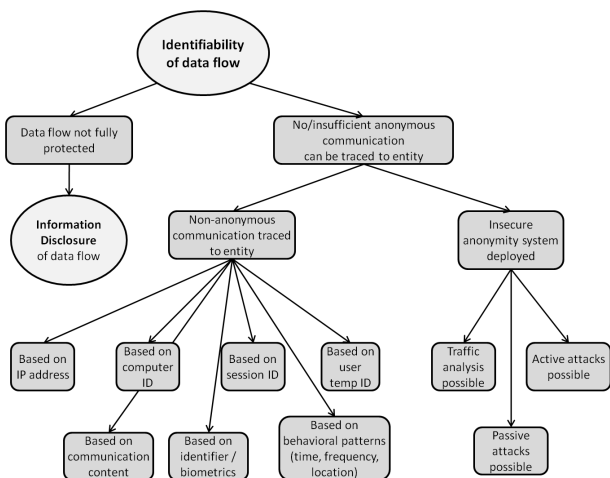 Identifiability
of data flow
Data flow not fully
protected
No/insufficient anonymous
communication
can be traced to entity
Information
Disclosure
of data flow
Non-anonymous
communication traced
to entity
Insecure
anonymity system
deployed
Based on
IP address
Based on
computer
ID
Based on
session ID
Based on
user
temp ID
Traffic
analysis
possible
Active attacks
possible
Based on
communication
content
Based on
identifier /
biometrics
Based on
behavioral patterns
(time, frequency,
location)
Passive
attacks
possible